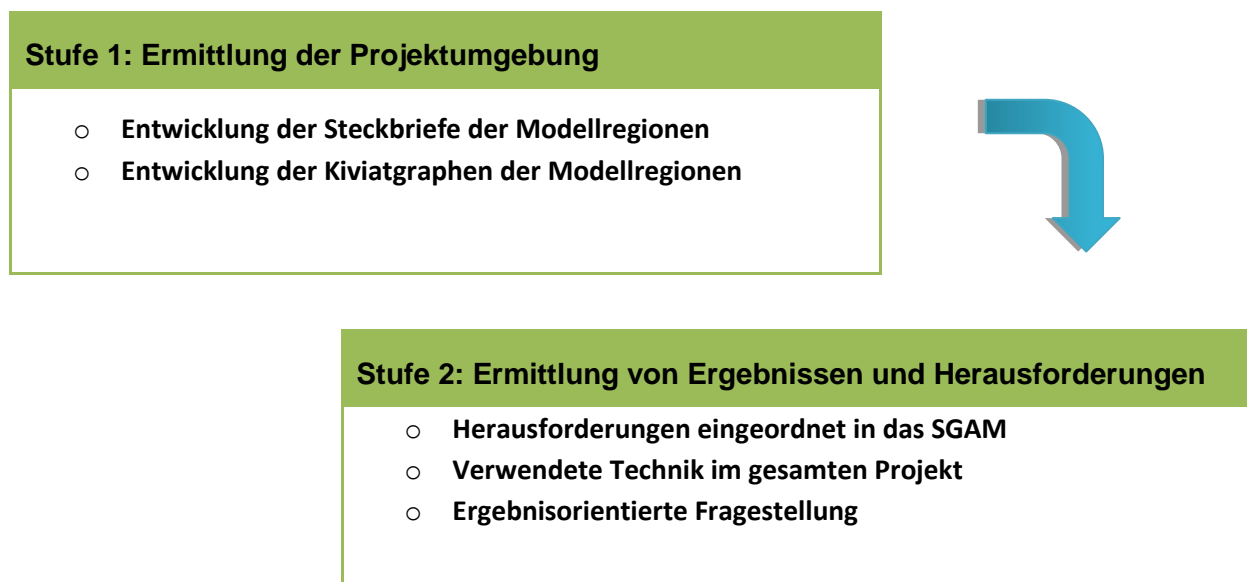 Stufe 1: Ermittlung der Projektumgebung
o Entwicklung der Steckbriefe der Modellregionen
o Entwicklung der Kiviatgraphen der Modellregionen
Stufe 2: Ermittlung von Ergebnissen und Herausforderungen
o Herausforderungen eingeordnet in das SGAM
o Verwendete Technik im gesamten Projekt
o Ergebnisorientierte Fragestellung